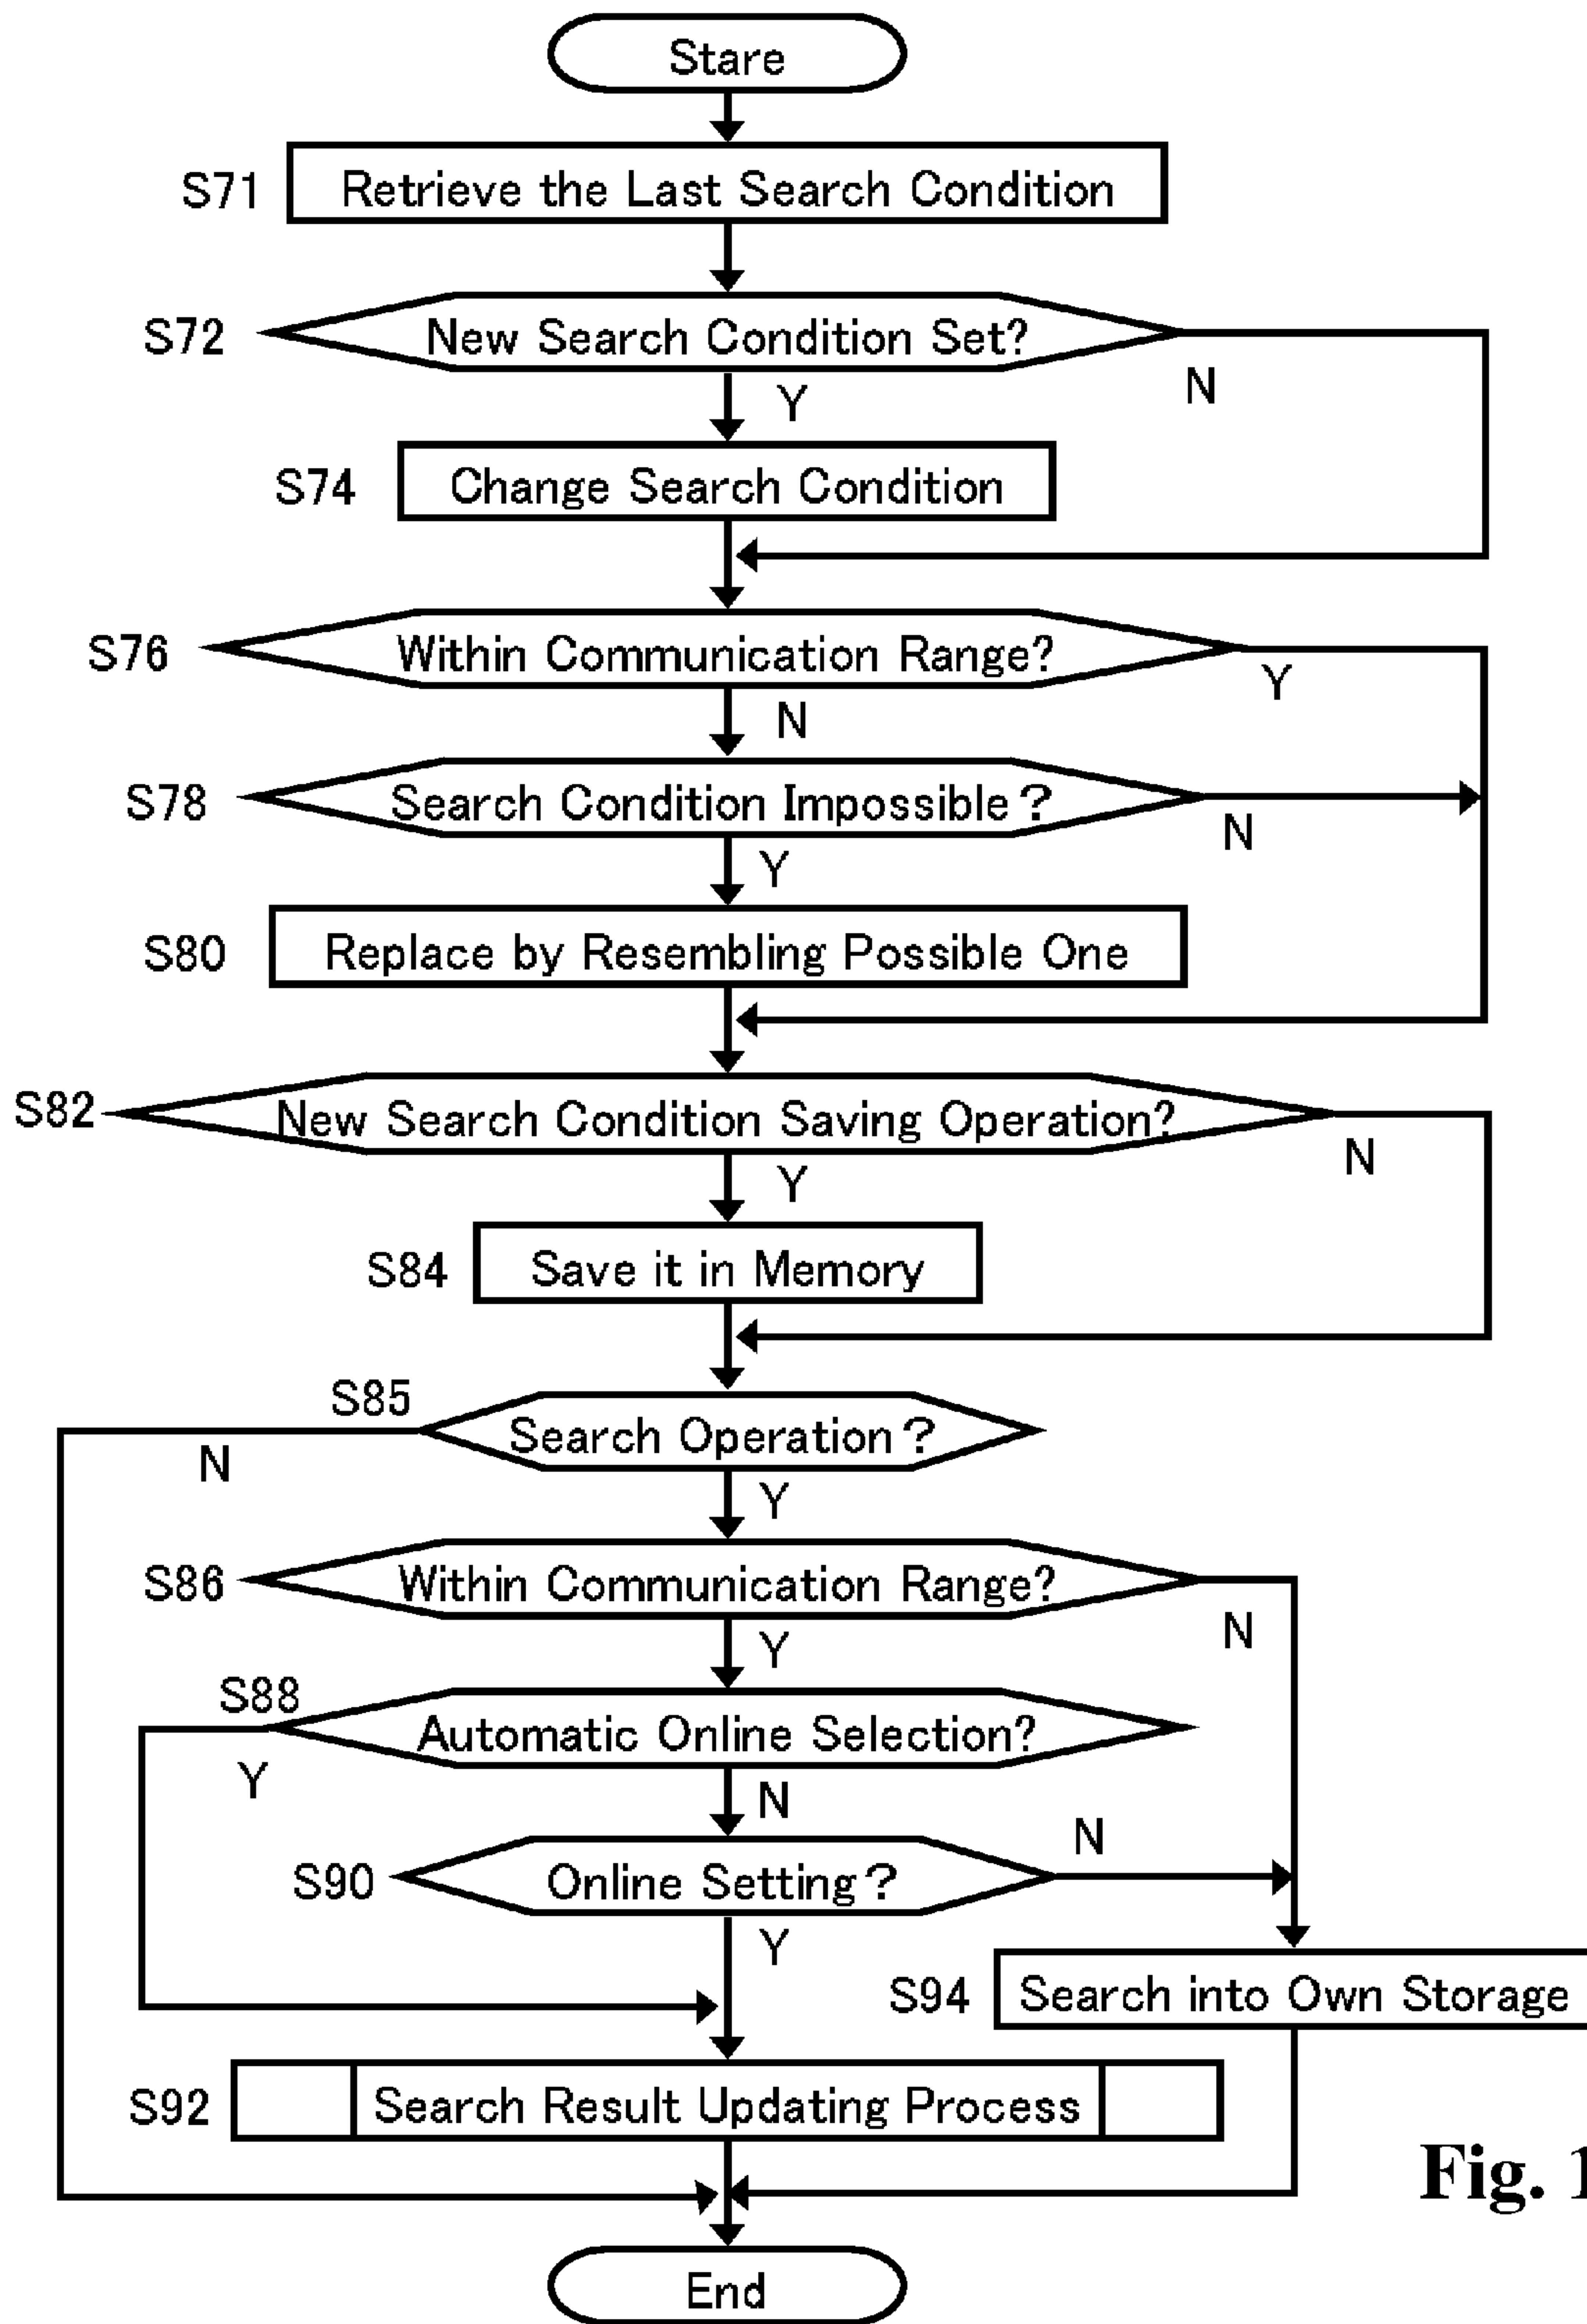 Stare
S71
Retrieve the Last Search Condition
S72
New Search Condition Set?
N
Y
S74
Change Search Condition
S76
Within Communication Range?
Y
N
S78
Search Condition Impossible?
N
Y
S80
Replace by Resembling Possible One
S82
New Search Condition Saving Operation?
N
Y
S84
Save it in Memory
S85
Search Operation?
N
Y
S86
Within Communication Range?
N
Y
S88
Automatic Online Selection?
Y
N
N
S90
Online Setting?
Y
S94
Search into Own Storage
S92
Search Result Updating Process
Fig. 1
End